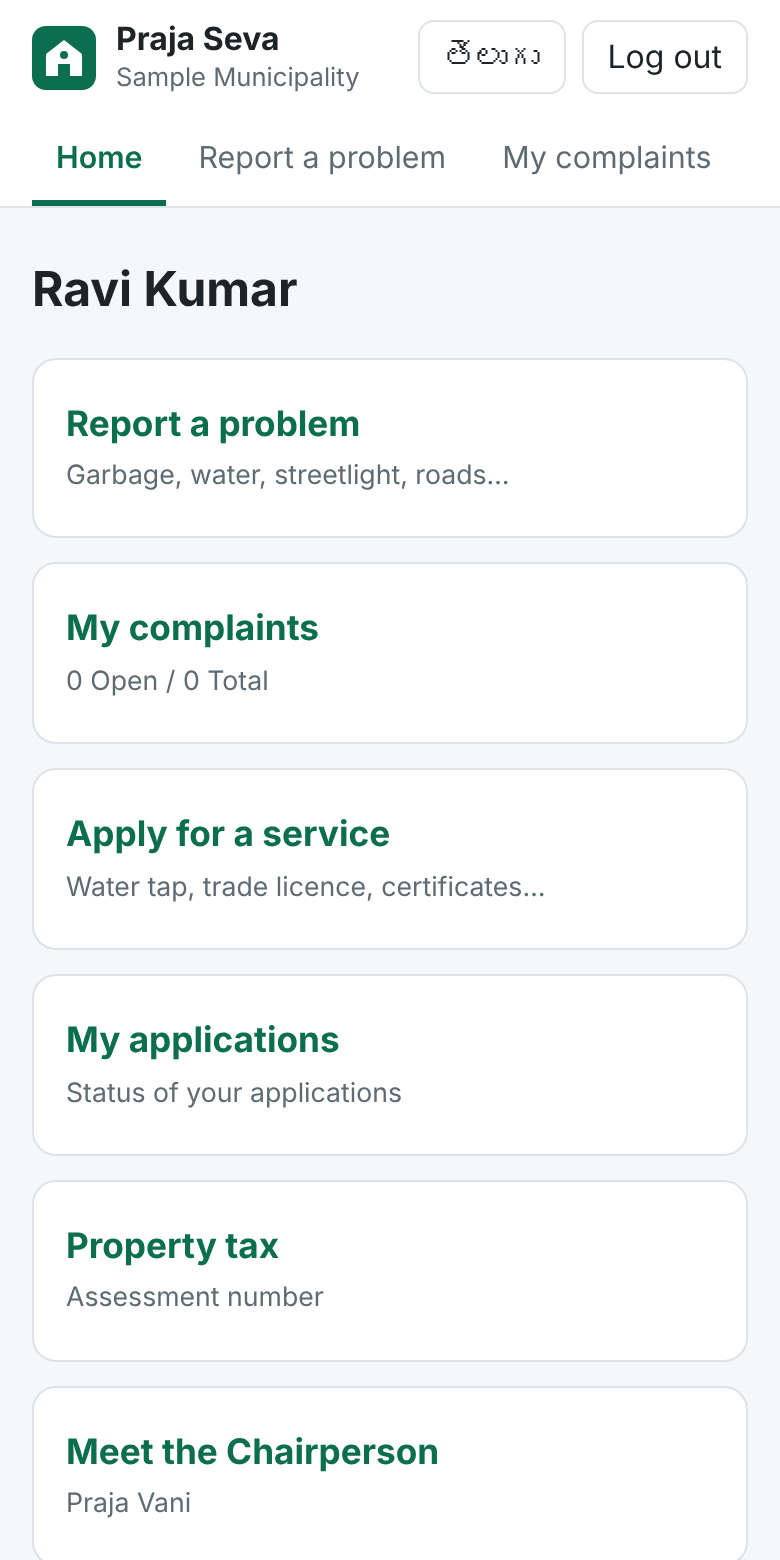 Praja Seva
Sample Municipality
తెలుగు
Log out
Home
Report a problem
My complaints
Ravi Kumar
Report a problem
Garbage, water, streetlight, roads...
My complaints
0 Open / 0 Total
Apply for a service
Water tap, trade licence, certificates...
My applications
Status of your applications
Property tax
Assessment number
Meet the Chairperson
Praja Vani